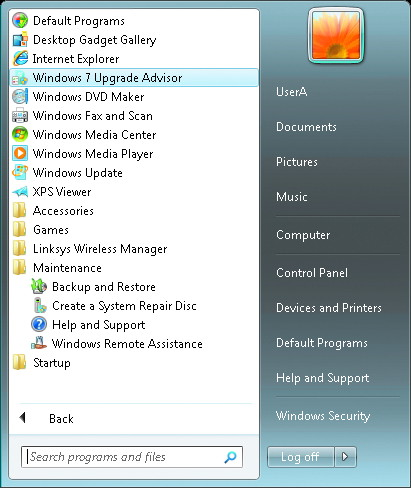 Default Programs
Desktop Gadget Gallery
Internet Explorer
Windows 7 Upgrade Advisor
Windows DVD Maker
Windows Fax and Scan
Windows Media Center
Windows Media Player
Windows Update
XPS Viewer
Accessories
Games
Linksys Wireless Manager
Maintenance
Backup and Restore
Create a System Repair Disc
Help and Support
Windows Remote Assistance
Startup
Back
Search programs and files
UserA
Documents
Pictures
Music
Computer
Control Panel
Devices and Printers
Default Programs
Help and Support
Windows Security
Log off